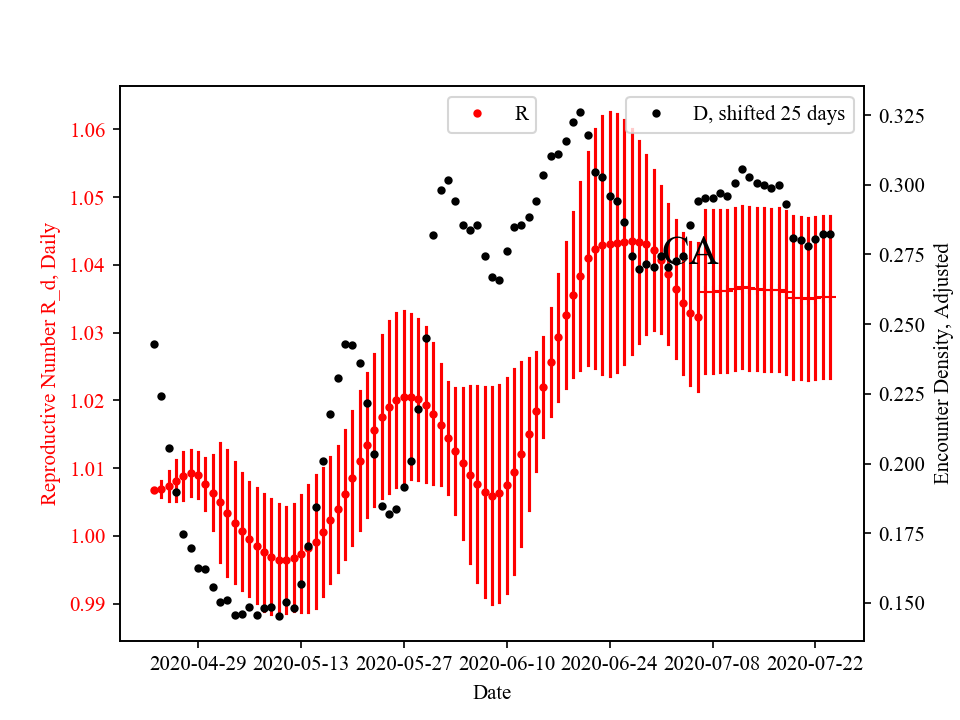 R
D, shifted 25 days
CA
Reproductive Number R_d, Daily
1.06
1.05
1.04
1.03
1.02
1.01
1.00
0.99
0.325
0.300
0.275
0.250
0.225
0.200
0.175
0.150
Encounter Density, Adjusted
2020-04-29 2020-05-13 2020-05-27 2020-06-10 2020-06-24 2020-07-08 2020-07-22
Date